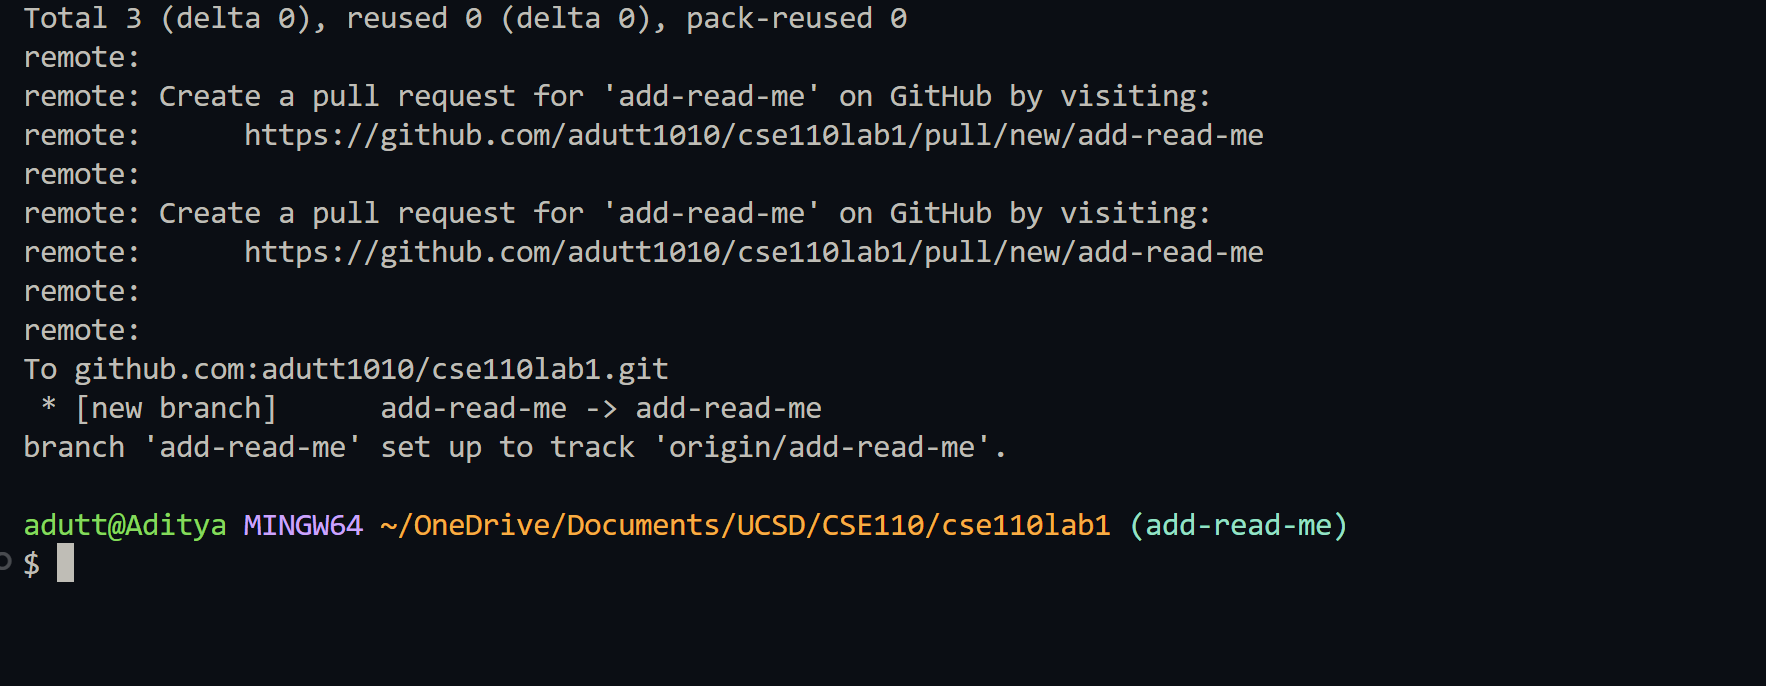 Total 3 (delta 0), reused 0 (delta 0), pack-reused 0
remote:
remote: Create a pull request for 'add-read-me' on GitHub by visiting:
remote:      https://github.com/adutt1010/cse110lab1/pull/new/add-read-me
remote:
remote: Create a pull request for 'add-read-me' on GitHub by visiting:
remote:      https://github.com/adutt1010/cse110lab1/pull/new/add-read-me
remote:
remote:
To github.com:adutt1010/cse110lab1.git
 * [new branch]      add-read-me -> add-read-me
branch 'add-read-me' set up to track 'origin/add-read-me'.

adutt@Aditya MINGW64 ~/OneDrive/Documents/UCSD/CSE110/cse110lab1 (add-read-me)
$